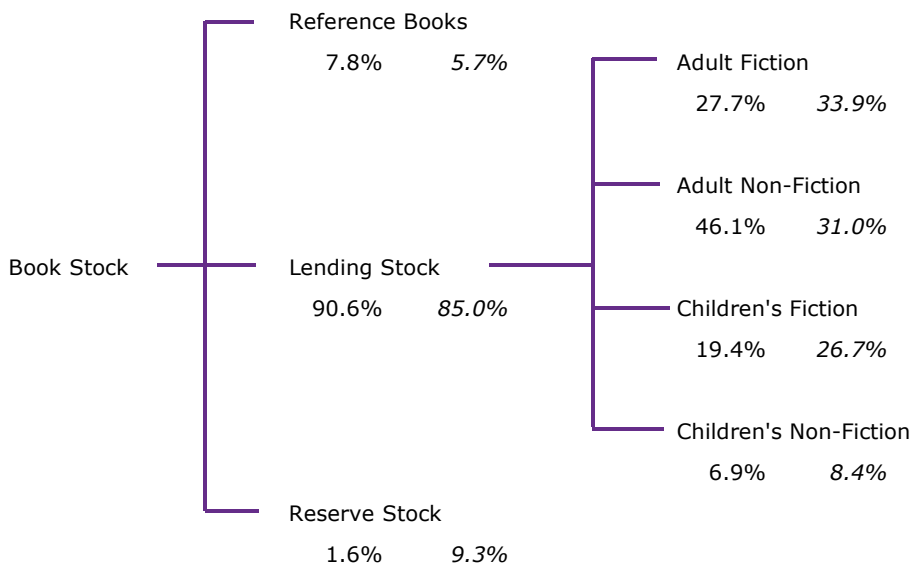 Reference Books
7.8% 5.7%
Adult Fiction
27.7% 33.9%
Adult Non-Fiction
46.1% 31.0%
Book Stock
Lending Stock
90.6% 85.0%
Children's Fiction
19.4% 26.7%
Children's Non-Fiction
6.9% 8.4%
Reserve Stock
1.6% 9.3%